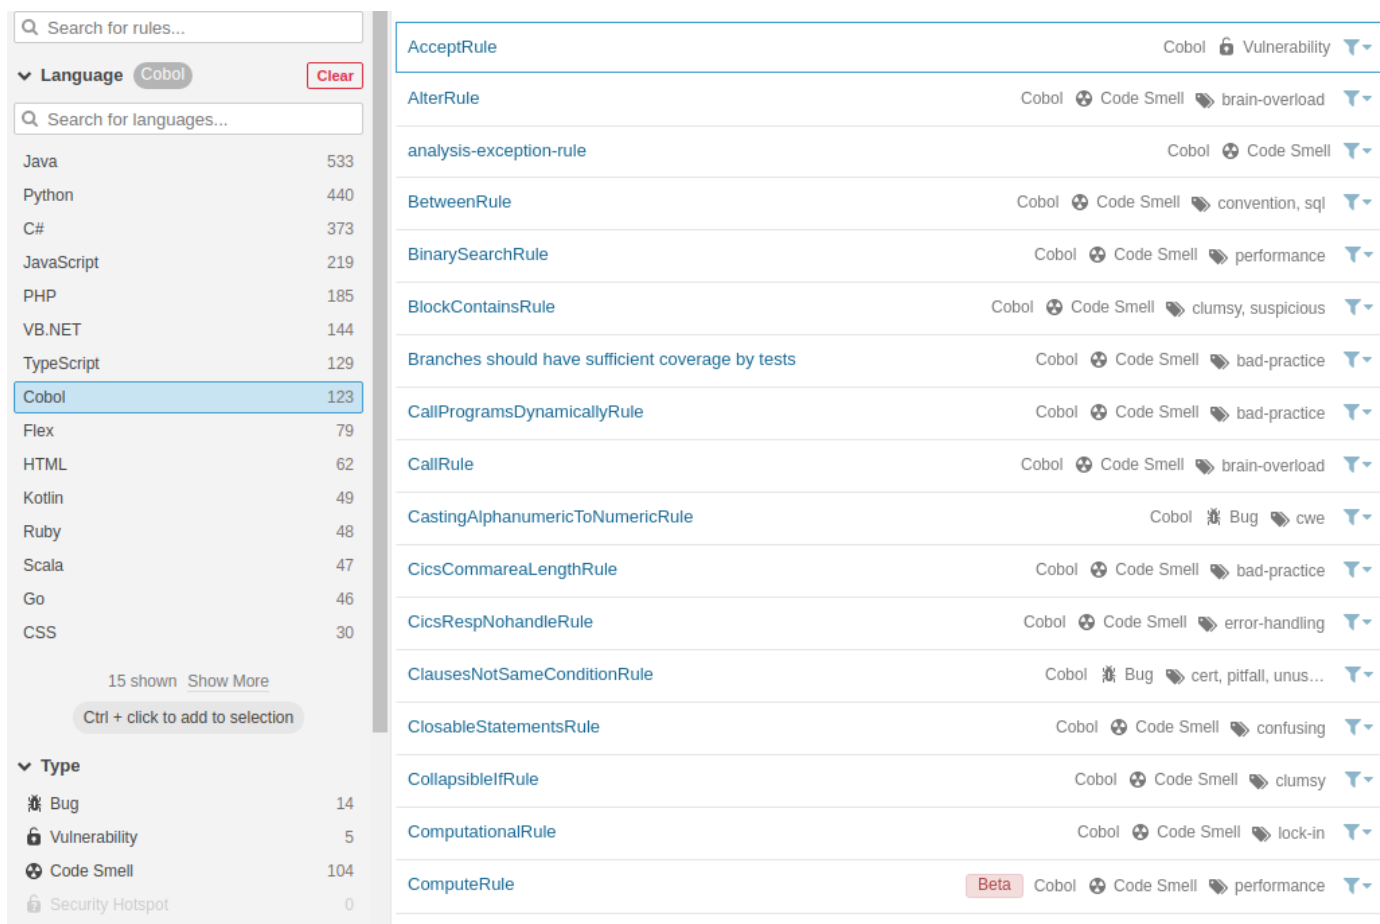 Search for rules...
Language Cobol Clear
Search for languages...
Java 533
Python 440
C# 373
JavaScript 219
PHP 185
VB.NET 144
TypeScript 129
Cobol 123
Flex 79
HTML 62
Kotlin 49
Ruby 48
Scala 47
Go 46
CSS 30
15 shown Show More
Ctrl + click to add to selection
Type
Bug 14
Vulnerability 5
Code Smell 104
Security Hotspot 0
AcceptRule Cobol Vulnerability
AlterRule Cobol Code Smell brain-overload
analysis-exception-rule Cobol Code Smell
BetweenRule Cobol Code Smell convention, sql
BinarySearchRule Cobol Code Smell performance
BlockContainsRule Cobol Code Smell clumsy, suspicious
Branches should have sufficient coverage by tests Cobol Code Smell bad-practice
CallProgramsDynamicallyRule Cobol Code Smell bad-practice
CallRule Cobol Code Smell brain-overload
CastingAlphanumericToNumericRule Cobol Bug cwe
CicsCommareaLengthRule Cobol Code Smell bad-practice
CicsRespNohandleRule Cobol Code Smell error-handling
ClausesNotSameConditionRule Cobol Bug cert, pitfall, unus...
ClosableStatementsRule Cobol Code Smell confusing
CollapsibleIfRule Cobol Code Smell clumsy
ComputationalRule Cobol Code Smell lock-in
ComputeRule Beta Cobol Code Smell performance